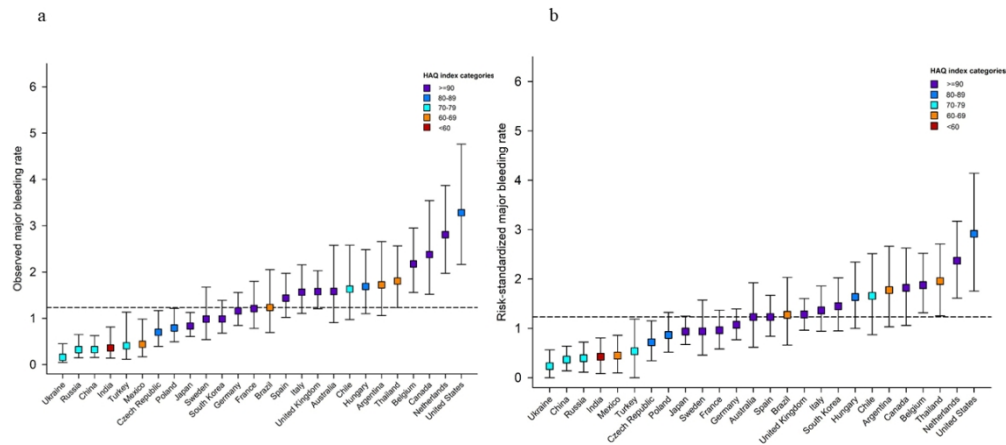 a
b
Observed major bleeding rate
6
5
4
3
2
1
0
HAQ index categories
>=90
80-89
70-79
60-69
<60
Ukraine
Russia
China
India
Turkey
Mexico
Czech Republic
Poland
Japan
Sweden
South Korea
Germany
France
Brazil
Spain
Italy
United Kingdom
Australia
Chile
Hungary
Argentina
Thailand
Belgium
Canada
Netherlands
United States
Risk-standardized major bleeding rate
6
5
4
3
2
1
0
HAQ index categories
>=90
80-89
70-79
60-69
<60
Ukraine
China
Russia
India
Mexico
Turkey
Czech Republic
Poland
Japan
Sweden
France
Germany
Australia
Spain
Brazil
United Kingdom
Italy
South Korea
Hungary
Chile
Argentina
Canada
Belgium
Thailand
Netherlands
United States